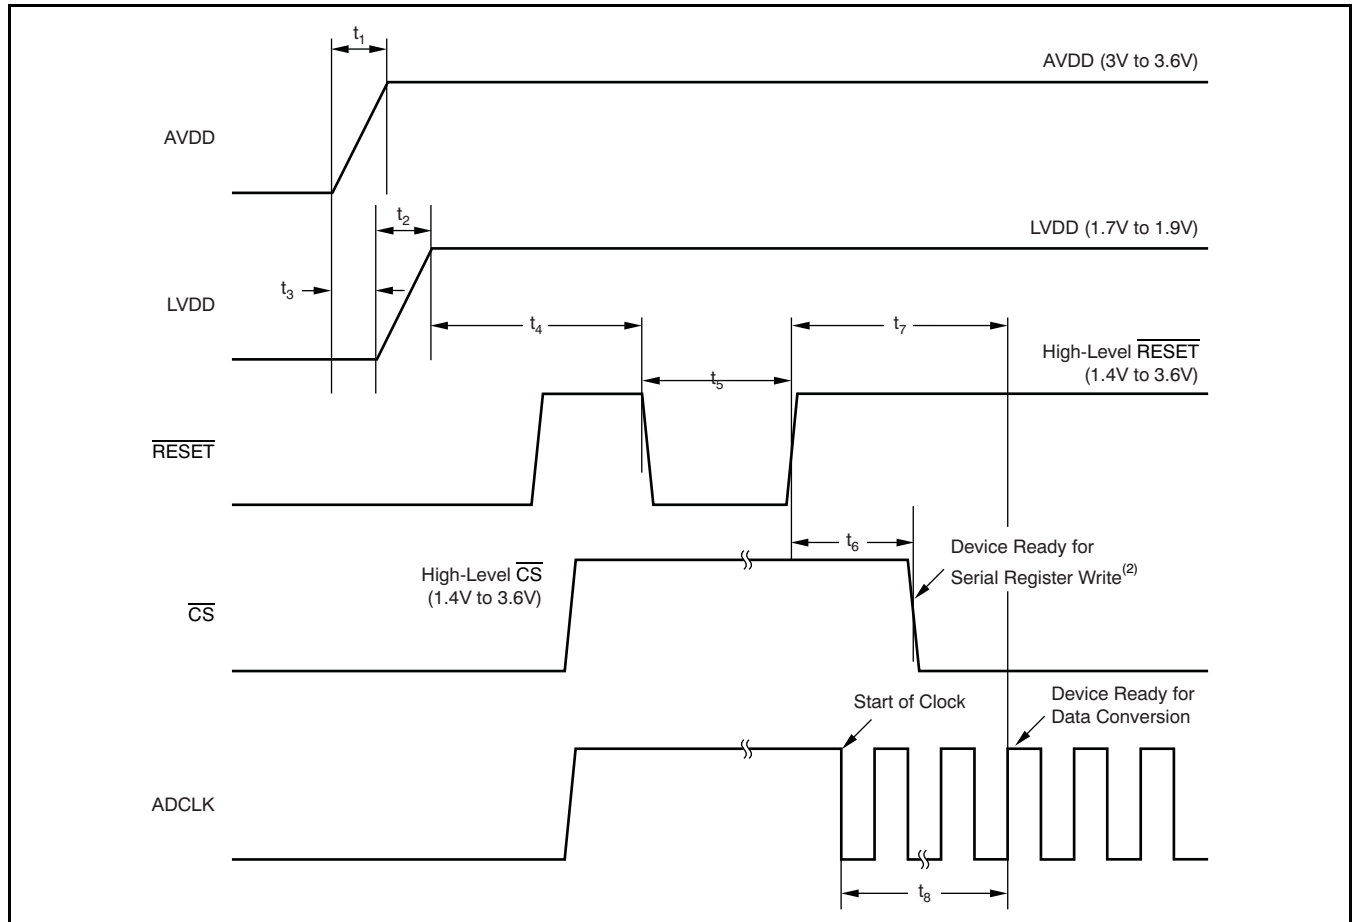 t1
AVDD (3V to 3.6V)
AVDD
t2
LVDD (1.7V to 1.9V)
t3
LVDD
t4
t7
High-Level RESET
(1.4V to 3.6V)
t5
RESET
t6
Device Ready for
Serial Register Write(2)
High-Level CS
(1.4V to 3.6V)
CS
Start of Clock
Device Ready for
Data Conversion
ADCLK
t8